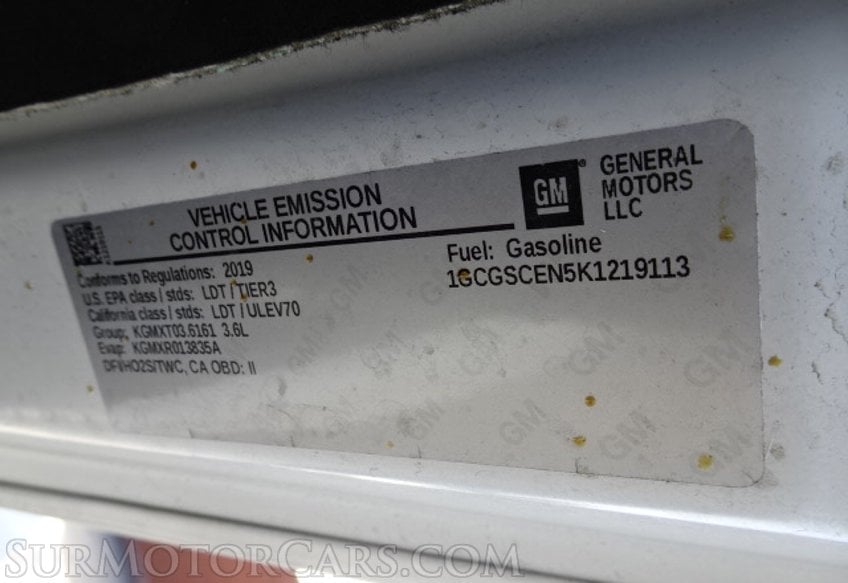 VEHICLE EMISSION
CONTROL INFORMATION
GM
GENERAL
MOTORS
LLC
Conforms to Regulations: 2019
U.S. EPA class / stds: LDT / TIER3
California class / stds: LDT / ULEV70
Group: KGMXT03.6161 3.6L
Evap: KGMXR013835A
DFI/HO2S/TWC, CA OBD: II
Fuel: Gasoline
1GCGSCEN5K1219113
SURMOTORCARS.COM